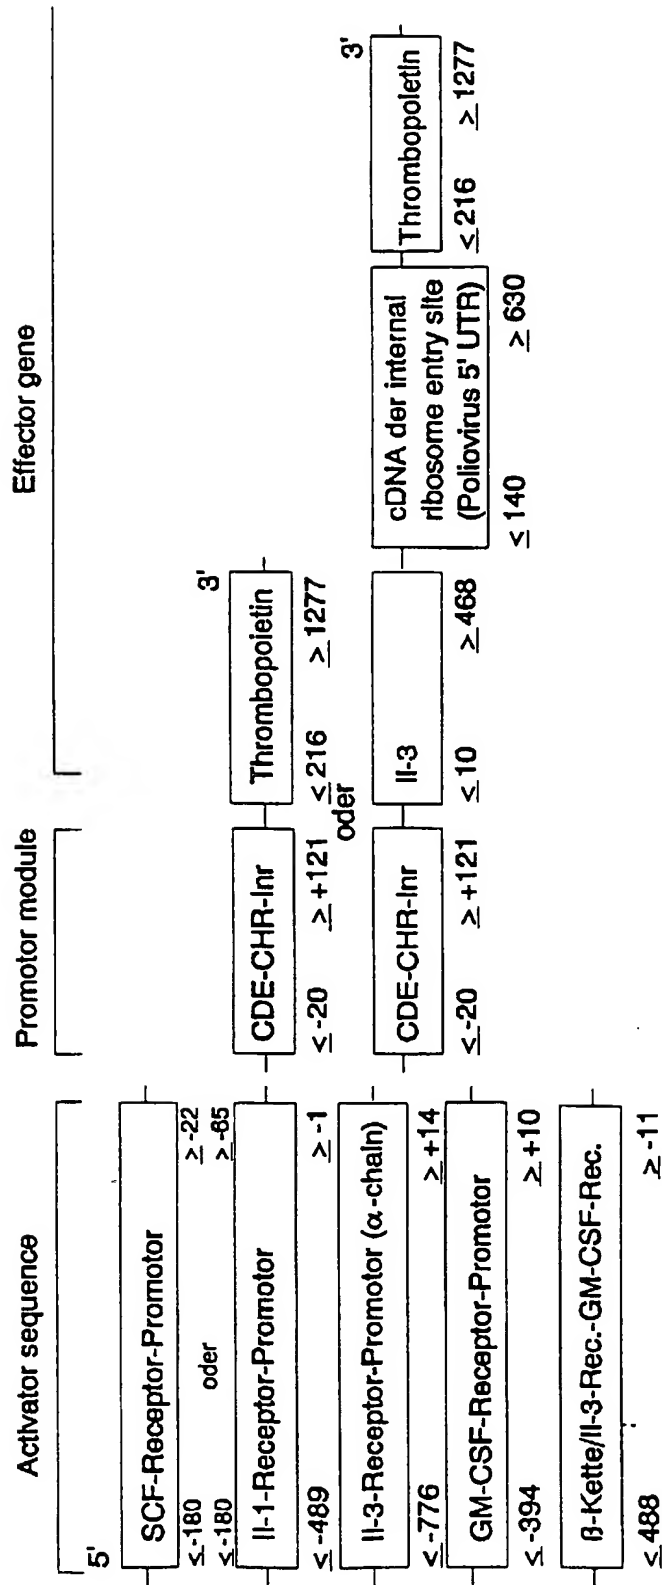 Activator sequence
Promotor module
Effector gene
5'
SCF-Receptor-Promotor
≤-180 ≥-22
oder
≤-180 ≥-65
Il-1-Receptor-Promotor
≤-489 ≥-1
Il-3-Receptor-Promotor (α-chain)
≤-776 ≥+14
GM-CSF-Receptor-Promotor
≤-394 ≥+10
β-Kette/Il-3-Rec.-GM-CSF-Rec.
≤488 ≥-11
CDE-CHR-Inr
≤-20 ≥+121
Thrombopoietin
3'
≤216 ≥1277
oder
CDE-CHR-Inr
≤-20 ≥+121
Il-3
≤10 ≥468
cDNA der internal
ribosome entry site
(Poliovirus 5' UTR)
≤140 ≥630
Thrombopoletin
3'
≤216 ≥1277